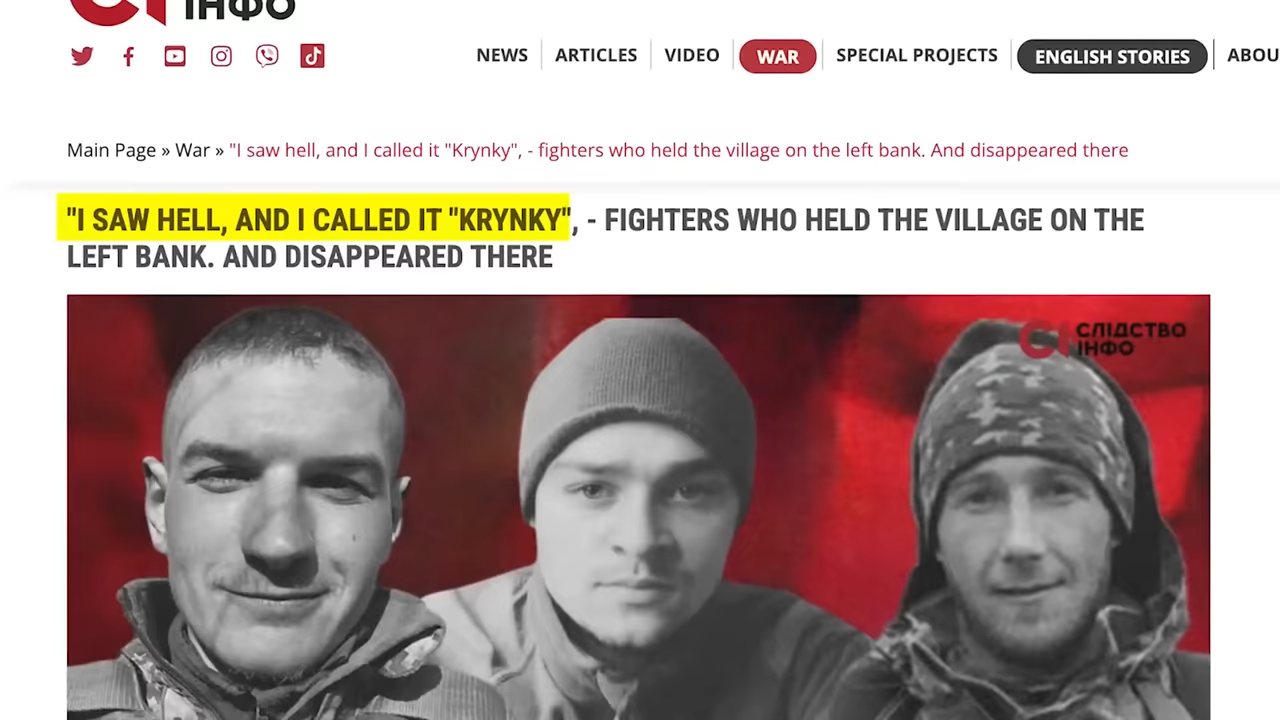 ІНФО
NEWS ARTICLES VIDEO WAR SPECIAL PROJECTS ENGLISH STORIES ABOU
Main Page » War » "I saw hell, and I called it "Krynky", - fighters who held the village on the left bank. And disappeared there
"I SAW HELL, AND I CALLED IT "KRYNKY", - FIGHTERS WHO HELD THE VILLAGE ON THE
LEFT BANK. AND DISAPPEARED THERE
СЛІДСТВО
ІНФО